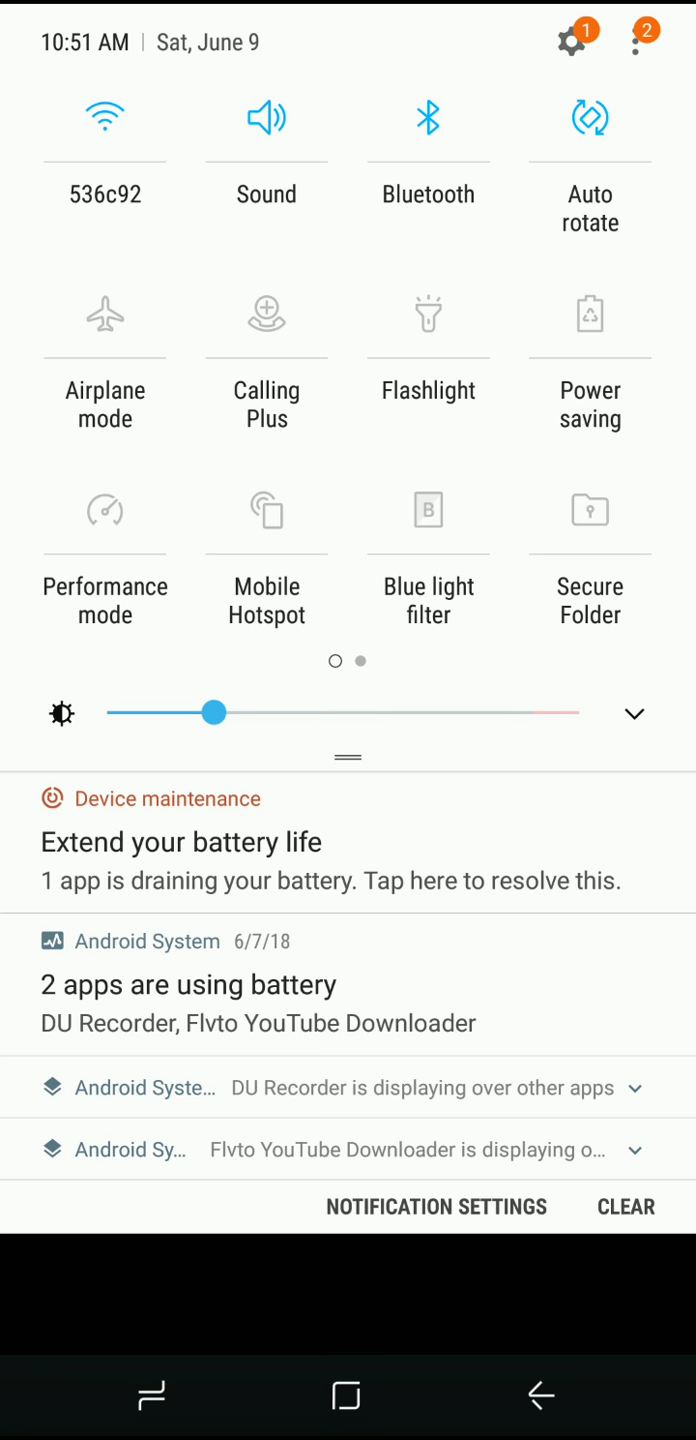 10:51 AM | Sat, June 9 1 2
536c92 Sound Bluetooth Auto rotate
Airplane mode Calling Plus Flashlight Power saving
B
Performance mode Mobile Hotspot Blue light filter Secure Folder
Device maintenance
Extend your battery life
1 app is draining your battery. Tap here to resolve this.
Android System 6/7/18
2 apps are using battery
DU Recorder, Flvto YouTube Downloader
Android Syste... DU Recorder is displaying over other apps
Android Sy... Flvto YouTube Downloader is displaying o...
NOTIFICATION SETTINGS CLEAR